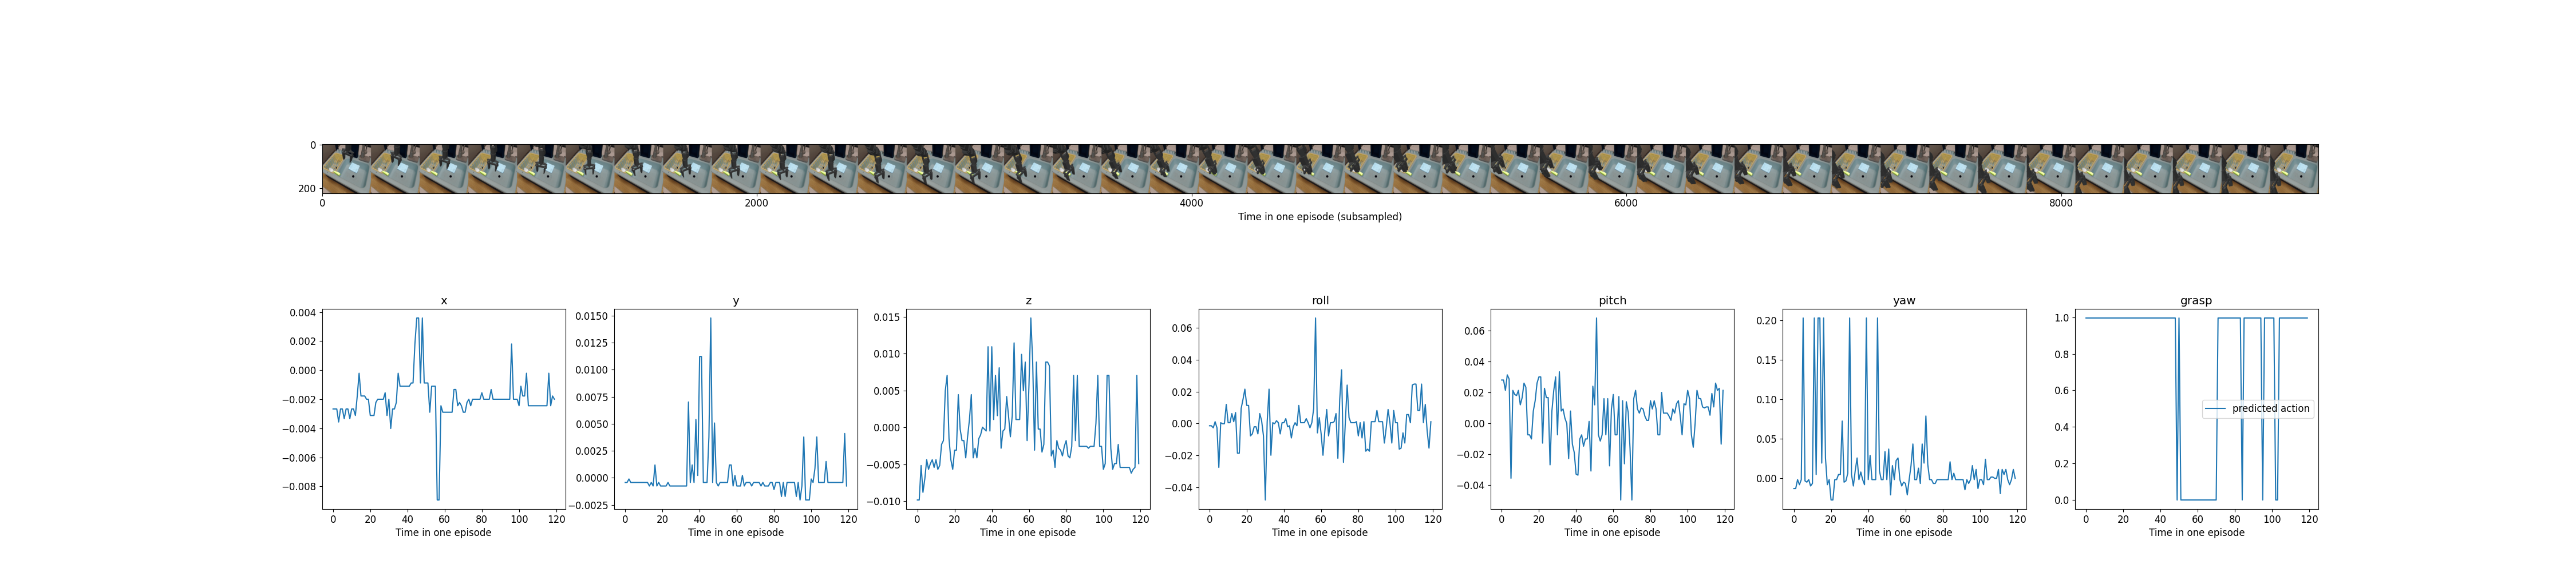 0
200
0 2000 4000 6000 8000
Time in one episode (subsampled)
x y z roll pitch yaw grasp
0.004
0.002
0.000
−0.002
−0.004
−0.006
−0.008
0 20 40 60 80 100 120
Time in one episode
0.0150
0.0125
0.0100
0.0075
0.0050
0.0025
0.0000
−0.0025
0 20 40 60 80 100 120
Time in one episode
0.015
0.010
0.005
0.000
−0.005
−0.010
0 20 40 60 80 100 120
Time in one episode
0.06
0.04
0.02
0.00
−0.02
−0.04
0 20 40 60 80 100 120
Time in one episode
0.06
0.04
0.02
0.00
−0.02
−0.04
0 20 40 60 80 100 120
Time in one episode
0.20
0.15
0.10
0.05
0.00
0 20 40 60 80 100 120
Time in one episode
1.0
0.8
0.6
0.4
0.2
0.0
predicted action
0 20 40 60 80 100 120
Time in one episode